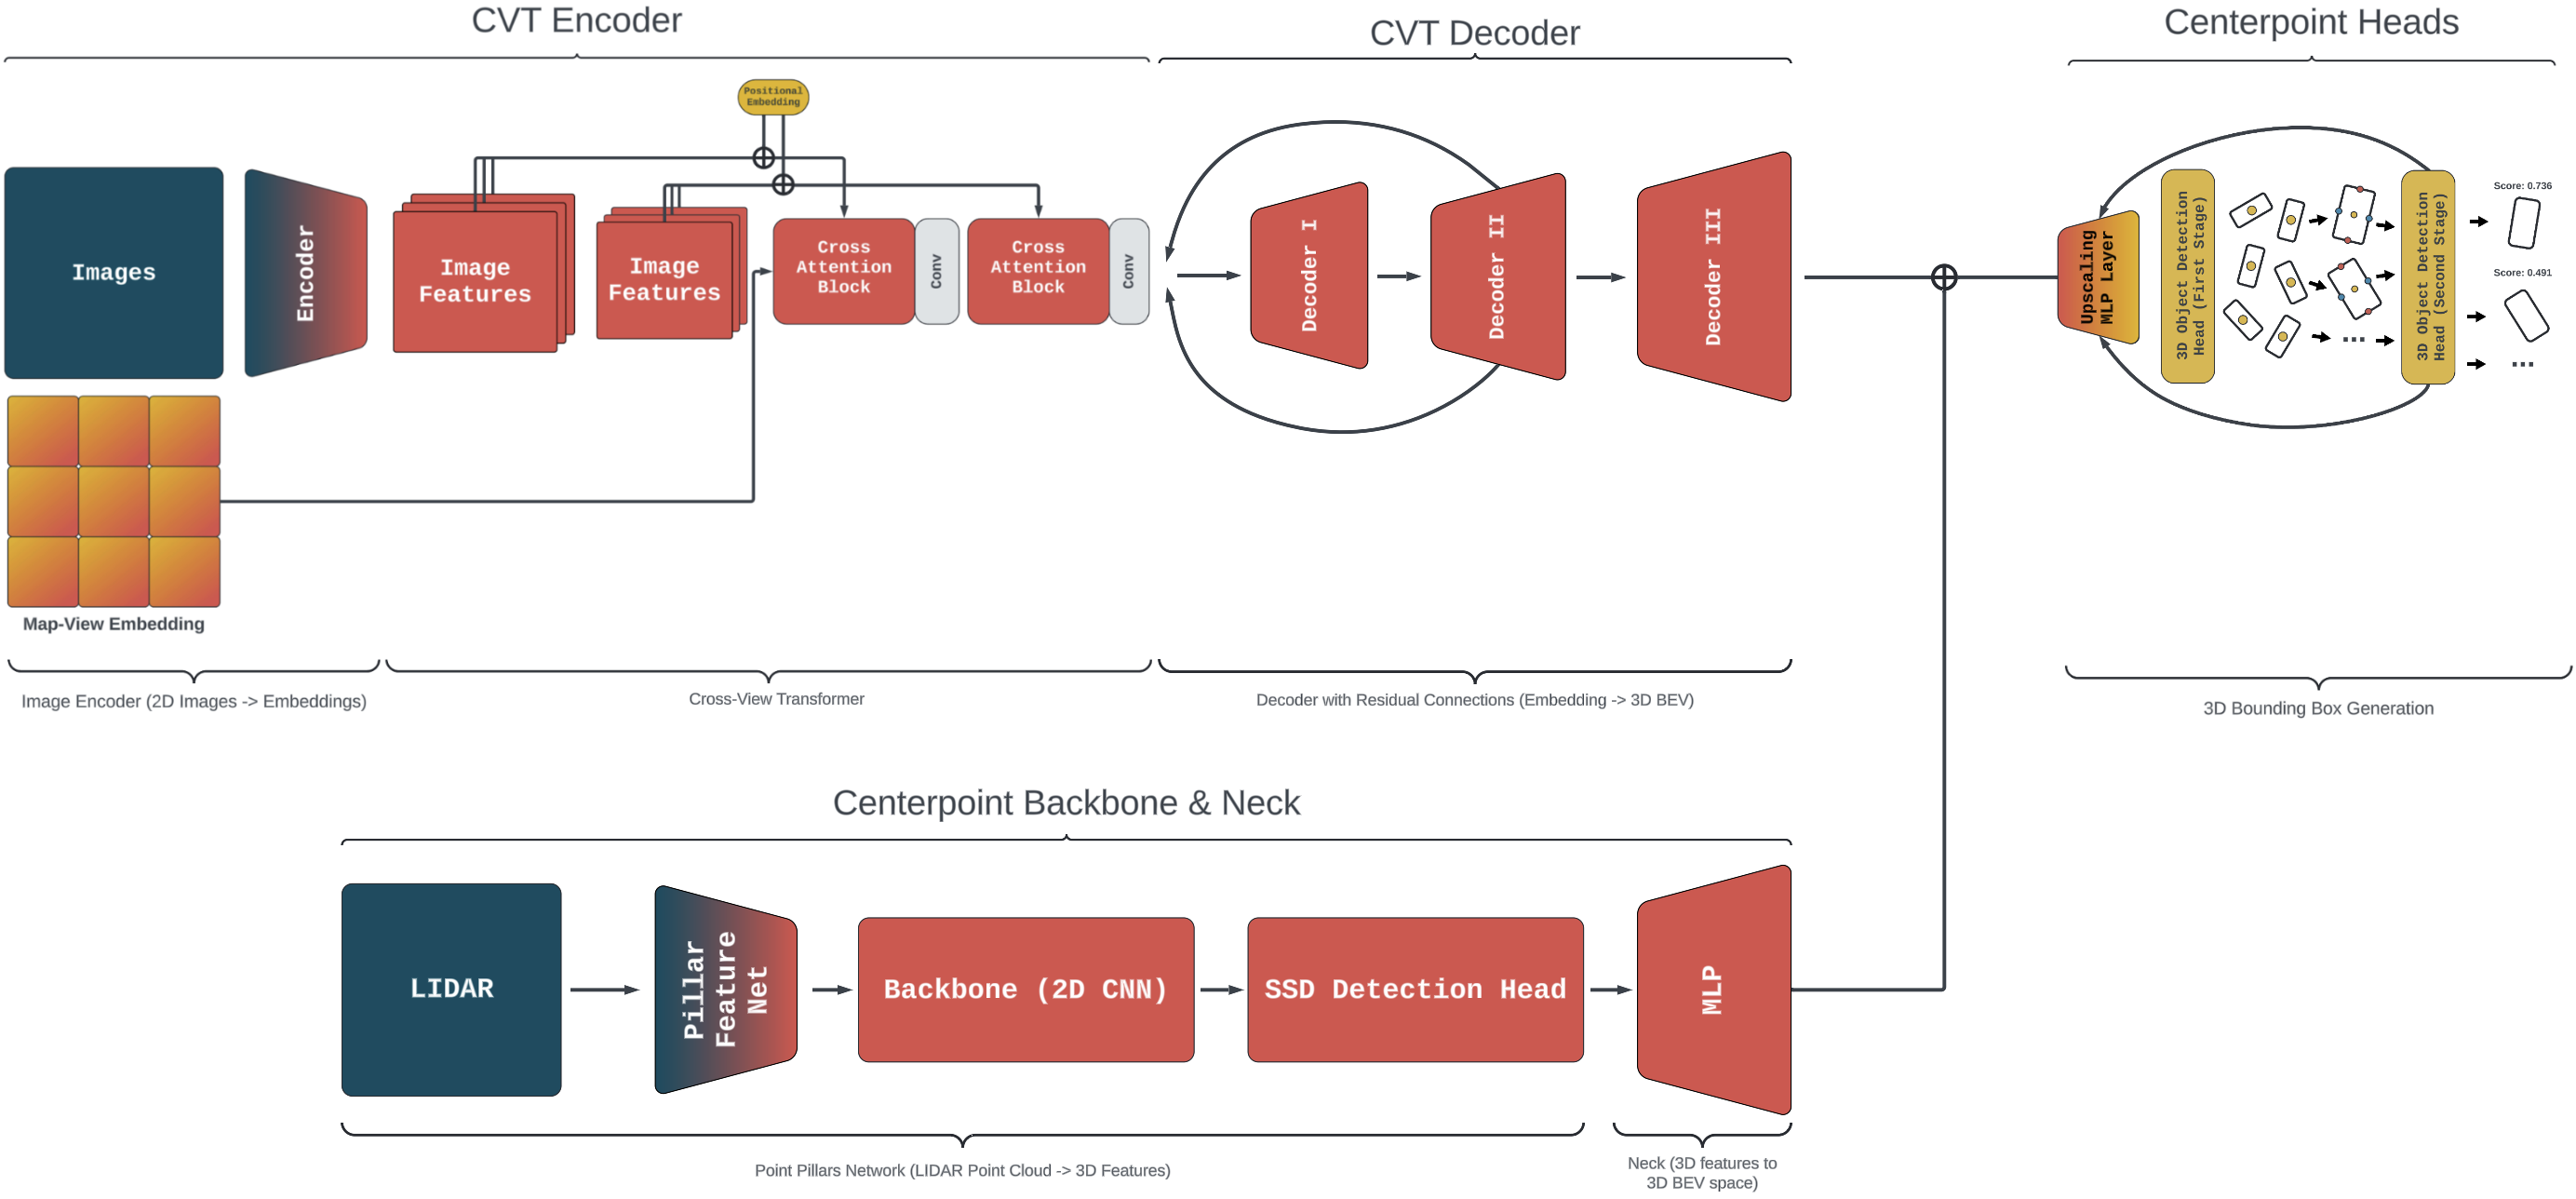 CVT Encoder
CVT Decoder
Centerpoint Heads
Positional
Embedding
Images
Encoder
Image
Features
Image
Features
Cross
Attention
Block
Conv
Cross
Attention
Block
Conv
Decoder I
Decoder II
Decoder III
Upscaling
MLP Layer
3D Object Detection
Head (First Stage)
...
3D Object Detection
Head (Second Stage)
Score: 0.736
Score: 0.491
...
Map-View Embedding
Image Encoder (2D Images -> Embeddings)
Cross-View Transformer
Decoder with Residual Connections (Embedding -> 3D BEV)
3D Bounding Box Generation
Centerpoint Backbone & Neck
LIDAR
Pillar
Feature
Net
Backbone (2D CNN)
SSD Detection Head
MLP
Point Pillars Network (LIDAR Point Cloud -> 3D Features)
Neck (3D features to
3D BEV space)